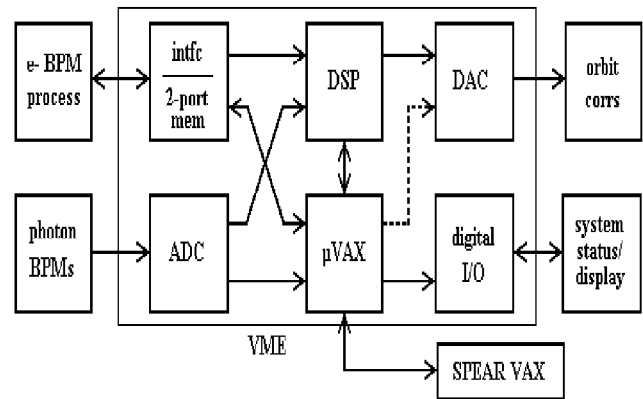 e- BPM
process
intfc
2-port
mem
DSP
DAC
orbit
corrs
photon
BPMs
ADC
µVAX
digital
I/O
system
status/
display
VME
SPEAR VAX